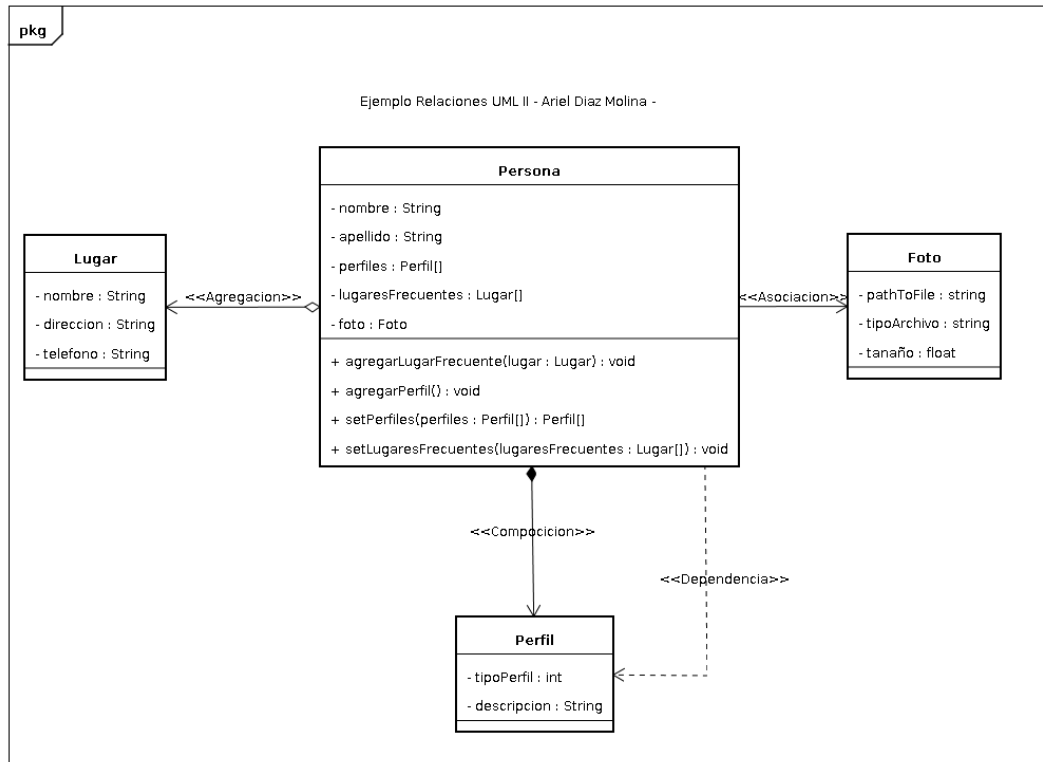 pkg
Ejemplo Relaciones UML II - Ariel Diaz Molina -
Persona
- nombre : String
- apellido : String
- perfiles : Perfil[]
- lugaresFrecuentes : Lugar[]
- foto : Foto
+ agregarLugarFrecuente(lugar : Lugar) : void
+ agregarPerfil() : void
+ setPerfiles(perfiles : Perfil[]) : Perfil[]
+ setLugaresFrecuentes(lugaresFrecuentes : Lugar[]) : void
Lugar
- nombre : String
- direccion : String
- telefono : String
<<Agregacion>>
<<Asociacion>>
Foto
- pathToFile : string
- tipoArchivo : string
- tanaño : float
<<Compocicion>>
<<Dependencia>>
Perfil
- tipoPerfil : int
- descripcion : String